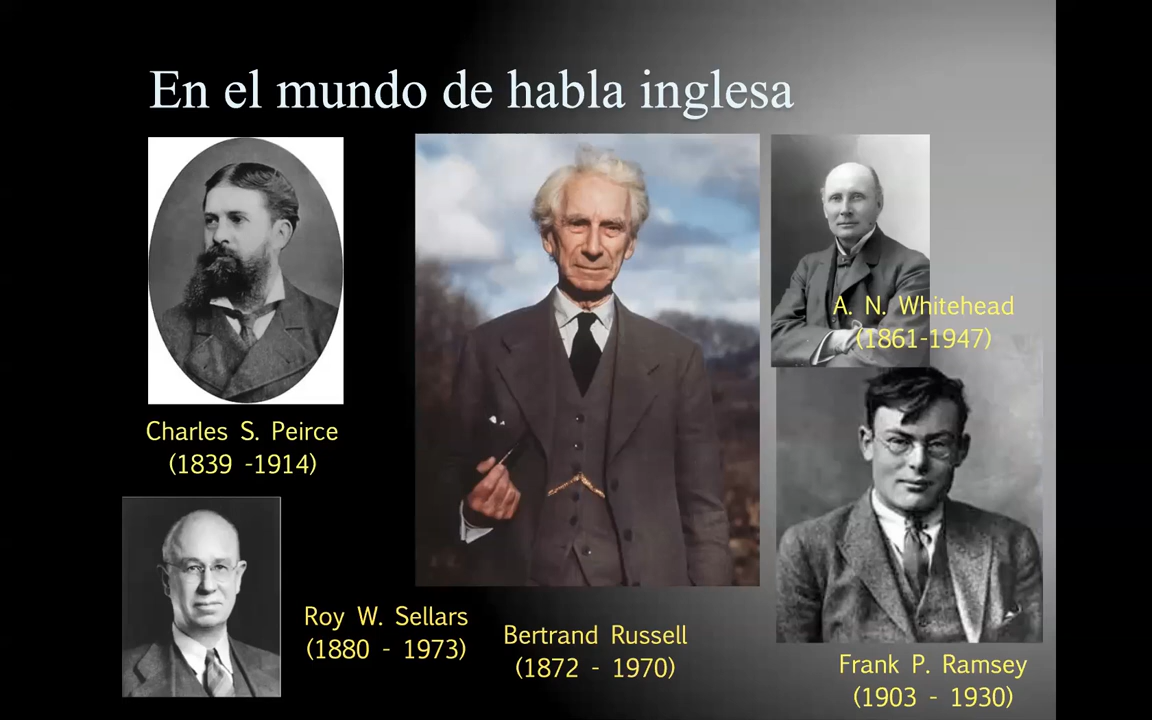 En el mundo de habla inglesa
Charles S. Peirce
(1839 -1914)
A. N. Whitehead
(1861-1947)
Roy W. Sellars
(1880 - 1973)
Bertrand Russell
(1872 - 1970)
Frank P. Ramsey
(1903 - 1930)